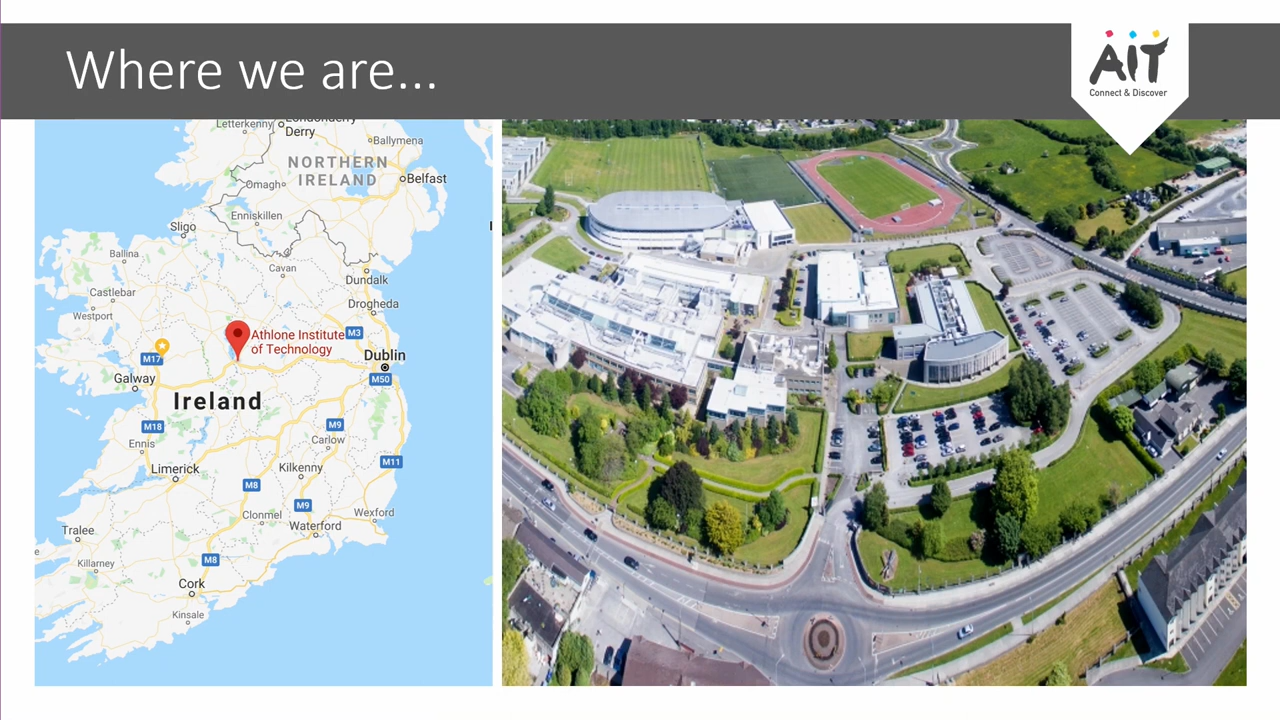 Where we are...
AIT
Connect & Discover
Letterkenny
Derry
Ballymena
NORTHERN
IRELAND
Omagh
Belfast
Enniskillen
Sligo
Ballina
Cavan
Dundalk
Castlebar
Westport
Drogheda
Athlone Institute
of Technology
M3
M17
Dublin
M50
Galway
Ireland
M18
M9
Ennis
Carlow
M11
Limerick
Kilkenny
M8
M9
Clonmel
Wexford
Waterford
Tralee
M8
Killarney
Cork
Kinsale